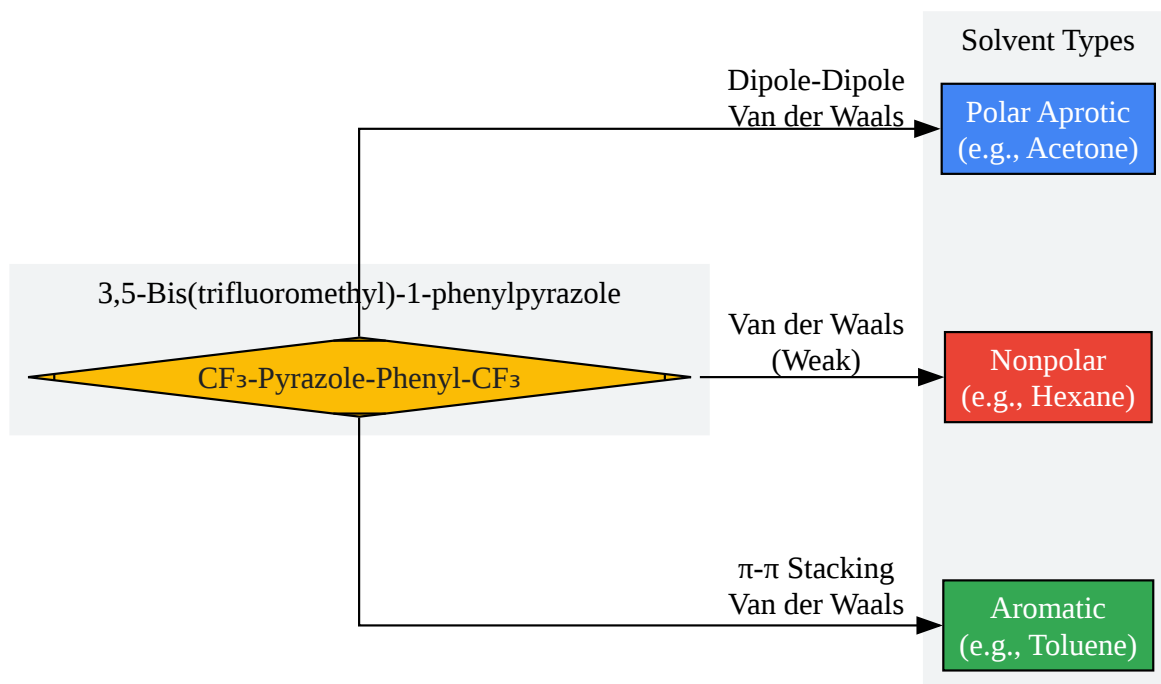 Solvent Types
Dipole-Dipole
Van der Waals
Polar Aprotic
(e.g., Acetone)
3,5-Bis(trifluoromethyl)-1-phenylpyrazole
CF₃-Pyrazole-Phenyl-CF₃
Van der Waals
(Weak)
Nonpolar
(e.g., Hexane)
π-π Stacking
Van der Waals
Aromatic
(e.g., Toluene)